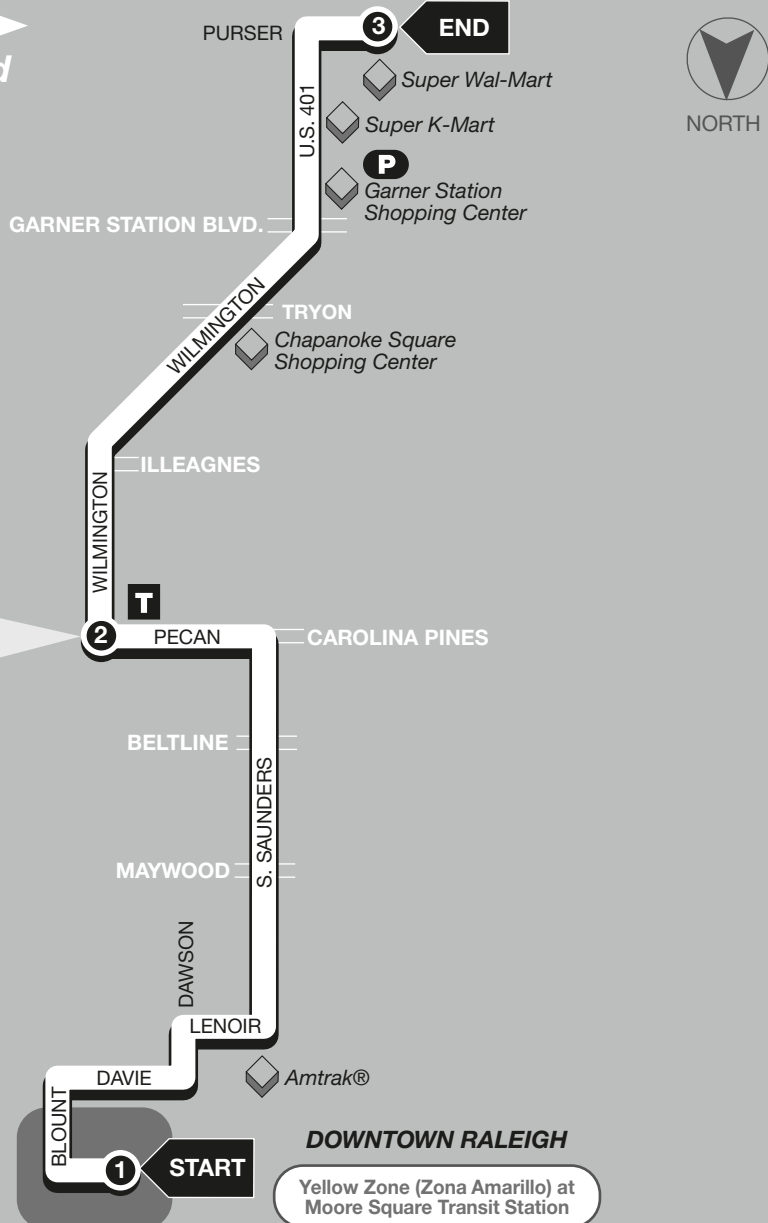 PURSER
3
END
d
Super Wal-Mart
NORTH
U.S. 401
Super K-Mart
P
Garner Station
Shopping Center
GARNER STATION BLVD.
WILMINGTON
TRYON
Chapanoke Square
Shopping Center
ILLEAGNES
WILMINGTON
T
2
PECAN
CAROLINA PINES
BELTLINE
S. SAUNDERS
MAYWOOD
DAWSON
LENOIR
DAVIE
Amtrak®
BLOUNT
1
START
DOWNTOWN RALEIGH
Yellow Zone (Zona Amarillo) at
Moore Square Transit Station